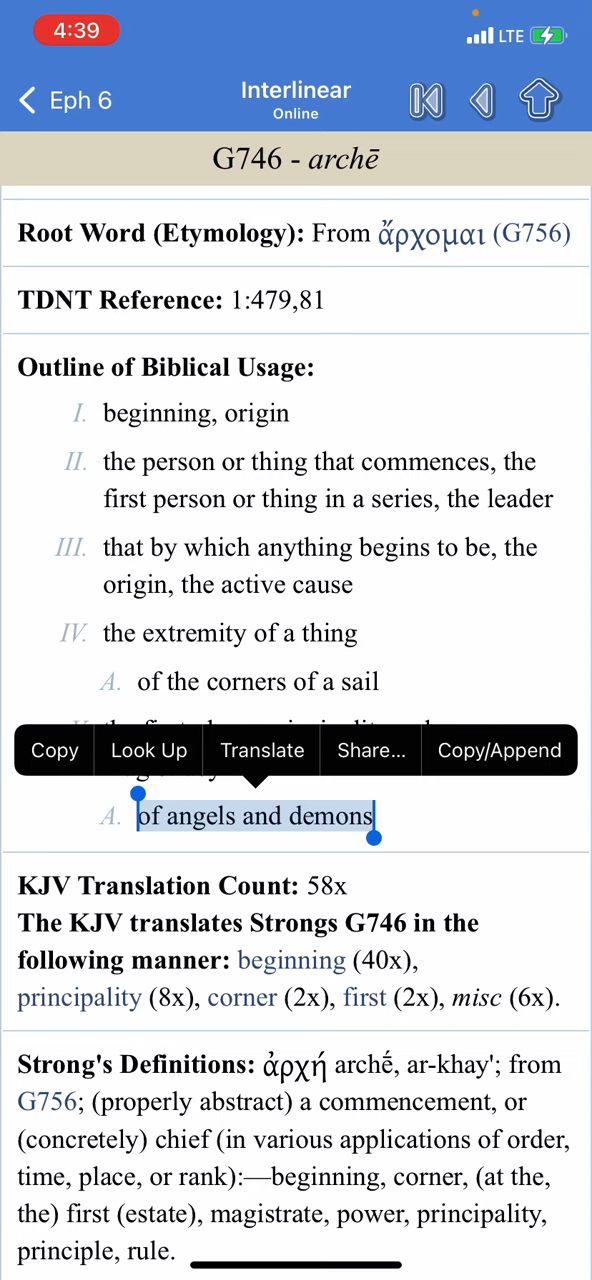 4:39
LTE
Eph 6
Interlinear
Online
G746 - archē
Root Word (Etymology): From ἄρχομαι (G756)
TDNT Reference: 1:479,81
Outline of Biblical Usage:
I. beginning, origin
II. the person or thing that commences, the
first person or thing in a series, the leader
III. that by which anything begins to be, the
origin, the active cause
IV. the extremity of a thing
A. of the corners of a sail
Copy Look Up Translate Share... Copy/Append
A. of angels and demons
KJV Translation Count: 58x
The KJV translates Strongs G746 in the
following manner: beginning (40x),
principality (8x), corner (2x), first (2x), misc (6x).
Strong's Definitions: ἀρχή archḗ, ar-khay'; from
G756; (properly abstract) a commencement, or
(concretely) chief (in various applications of order,
time, place, or rank):—beginning, corner, (at the,
the) first (estate), magistrate, power, principality,
principle, rule.